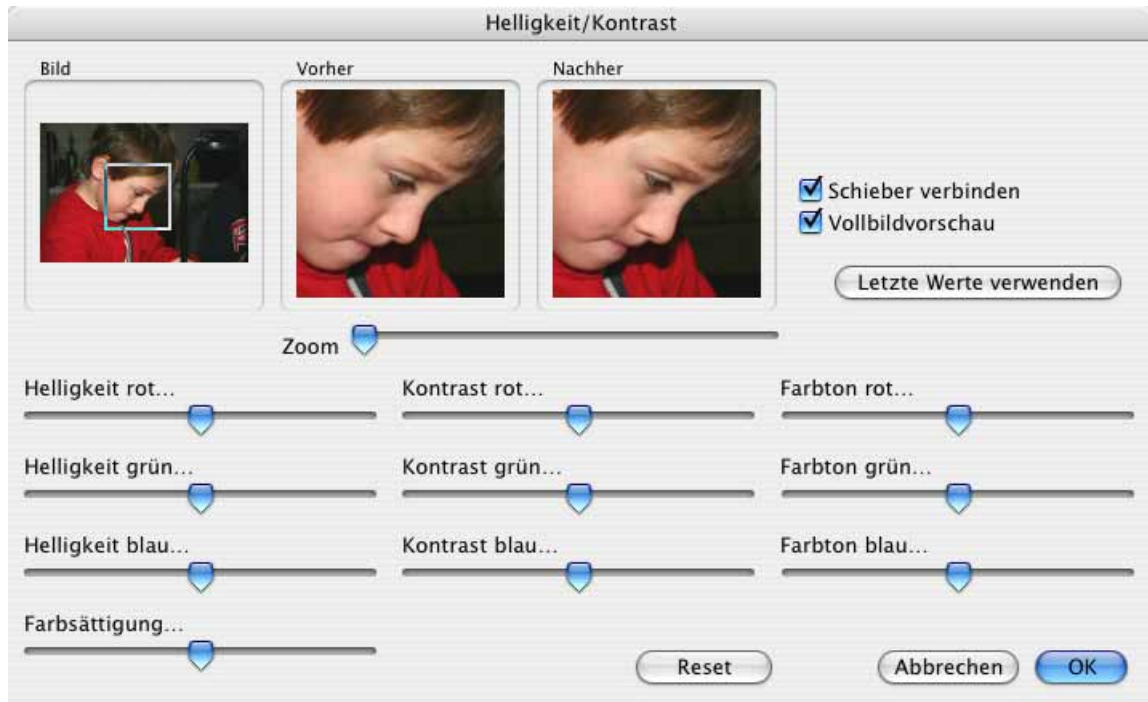 Helligkeit/Kontrast
Bild
Vorher
Nachher
Schieber verbinden
Vollbildvorschau
Letzte Werte verwenden
Zoom
Helligkeit rot...
Kontrast rot...
Farbton rot...
Helligkeit grün...
Kontrast grün...
Farbton grün...
Helligkeit blau...
Kontrast blau...
Farbton blau...
Farbsättigung...
Reset
Abbrechen
OK